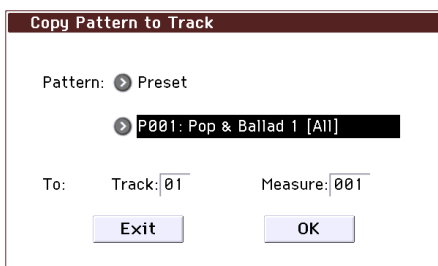 Copy Pattern to Track
Pattern: Preset
P001: Pop & Ballad 1 [All]
To: Track: 01 Measure: 001
Exit OK